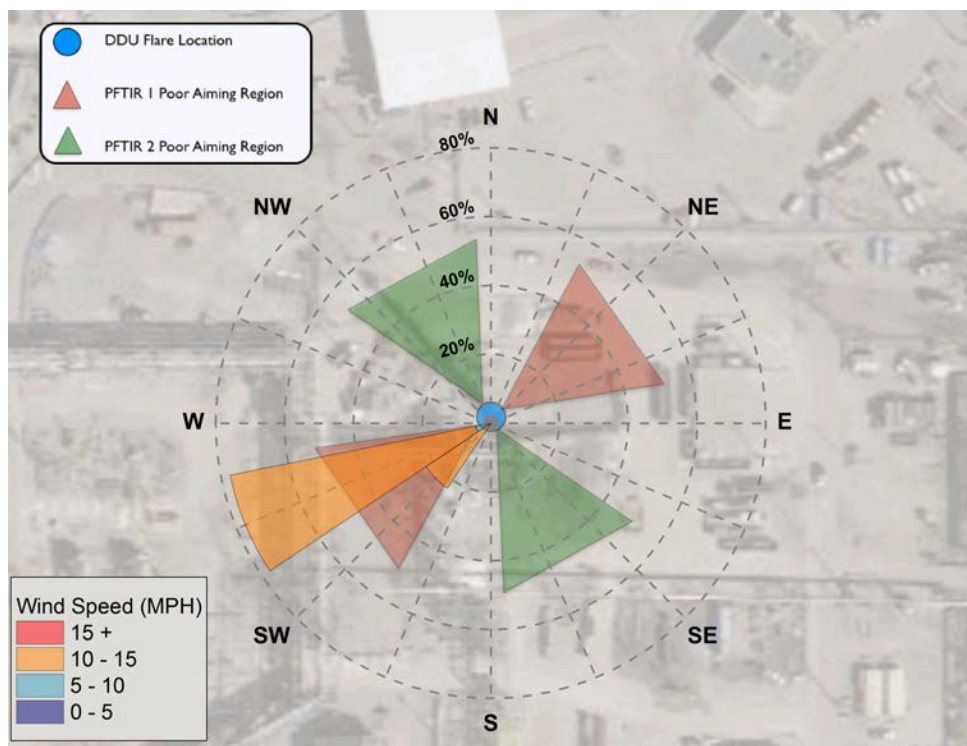 DDU Flare Location
PFTIR 1 Poor Aiming Region
PFTIR 2 Poor Aiming Region
N
80%
60%
40%
20%
NW
NE
W
E
SW
SE
S
Wind Speed (MPH)
15 +
10 - 15
5 - 10
0 - 5